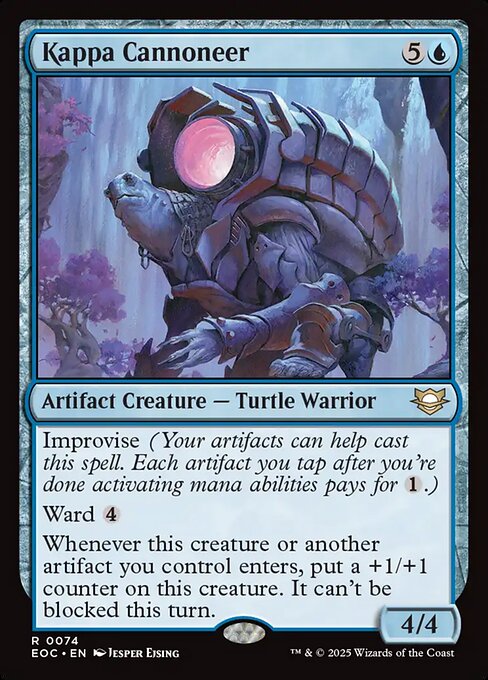 Kappa Cannoneer 5
Artifact Creature — Turtle Warrior
Improvise (Your artifacts can help cast
this spell. Each artifact you tap after you're
done activating mana abilities pays for 1.)
Ward 4
Whenever this creature or another
artifact you control enters, put a +1/+1
counter on this creature. It can't be
blocked this turn.
4/4
R 0074
EOC • EN Jesper Eising
™ & © 2025 Wizards of the Coast